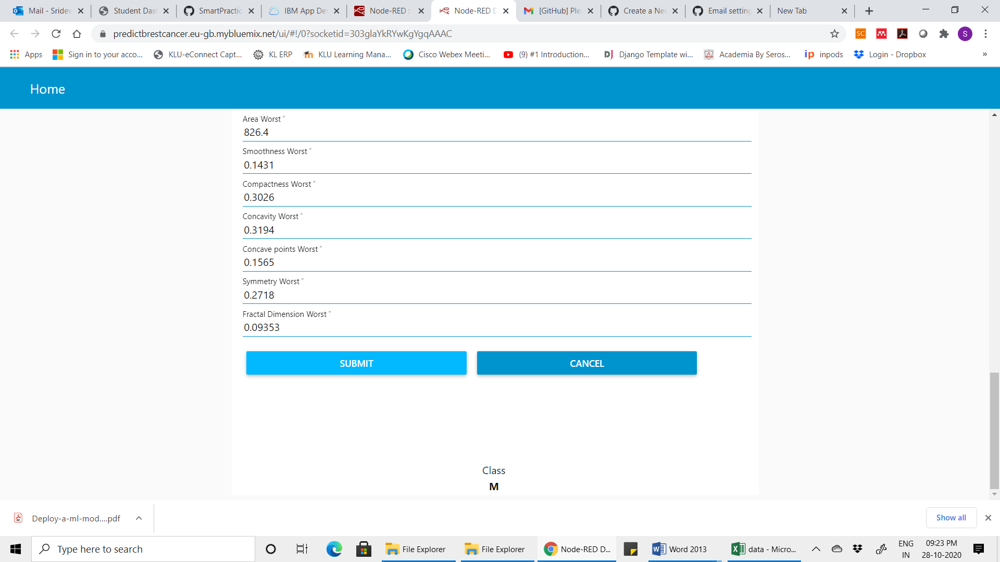 Mail - Sridev
Student Das
SmartPractic
IBM App Dev
Node-RED :
Node-RED D
[GitHub] Ple
Create a Nev
Email setting
New Tab
predictbrestcancer.eu-gb.mybluemix.net/ui/#!/0?socketid=303glaYkRYwKgYgqAAAC
SC
S
Apps
Sign in to your acco...
KLU-eConnect Capt...
KL ERP
KLU Learning Mana...
Cisco Webex Meeti...
(9) #1 Introduction...
DJ Django Template wi...
Academia By Seros...
ip inpods
Login - Dropbox
»
Home
Area Worst *
826.4
Smoothness Worst *
0.1431
Compactness Worst *
0.3026
Concavity Worst *
0.3194
Concave points Worst *
0.1565
Symmetry Worst *
0.2718
Fractal Dimension Worst *
0.09353
SUBMIT
CANCEL
Class
M
Deploy-a-ml-mod....pdf
Show all
Type here to search
File Explorer
File Explorer
Node-RED D...
Word 2013
data - Micro...
ENG
IN
09:23 PM
28-10-2020